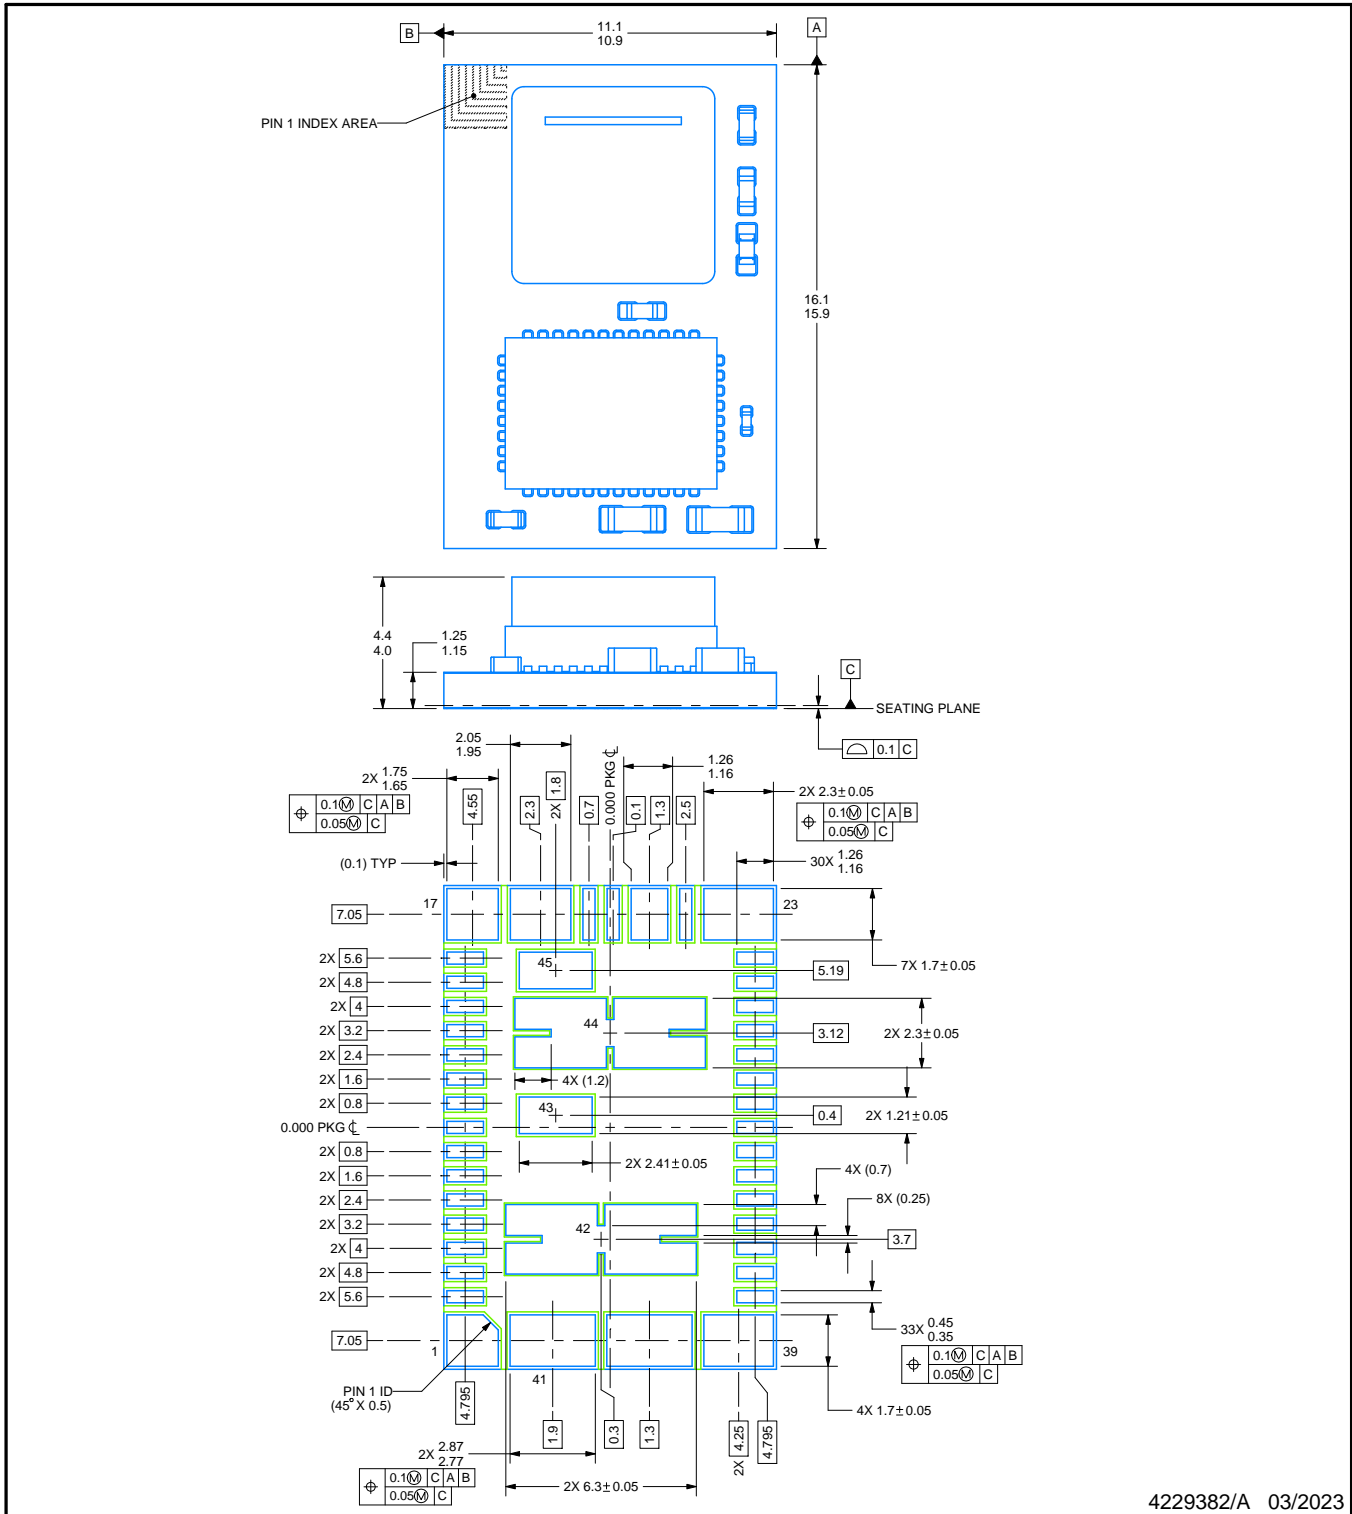 B
11.1
10.9
A
PIN 1 INDEX AREA
16.1
15.9
4.4
4.0
1.25
1.15
C
SEATING PLANE
0.1 C
2.05
1.95
2X 1.75
1.65
0.1Ⓜ C A B
0.05Ⓜ C
4.55
2.3
2X 1.8
0.7
0.000 PKG ℄
0.1
1.3
2.5
1.26
1.16
2X 2.3±0.05
0.1Ⓜ C A B
0.05Ⓜ C
(0.1) TYP
30X 1.26
1.16
17
23
7.05
7X 1.7±0.05
2X 5.6
45
5.19
2X 4.8
2X 4
44
3.12
2X 2.3±0.05
2X 3.2
2X 2.4
2X 1.6
4X (1.2)
2X 0.8
43
0.4
2X 1.21±0.05
0.000 PKG ℄
2X 0.8
2X 2.41±0.05
4X (0.7)
2X 1.6
2X 2.4
8X (0.25)
2X 3.2
42
3.7
2X 4
2X 4.8
2X 5.6
33X 0.45
0.35
0.1Ⓜ C A B
0.05Ⓜ C
7.05
1
41
39
PIN 1 ID
(45° X 0.5)
4X 1.7±0.05
4.795
1.9
0.3
1.3
2X 4.25
4.795
2X 2.87
2.77
0.1Ⓜ C A B
0.05Ⓜ C
2X 6.3±0.05
4229382/A 03/2023